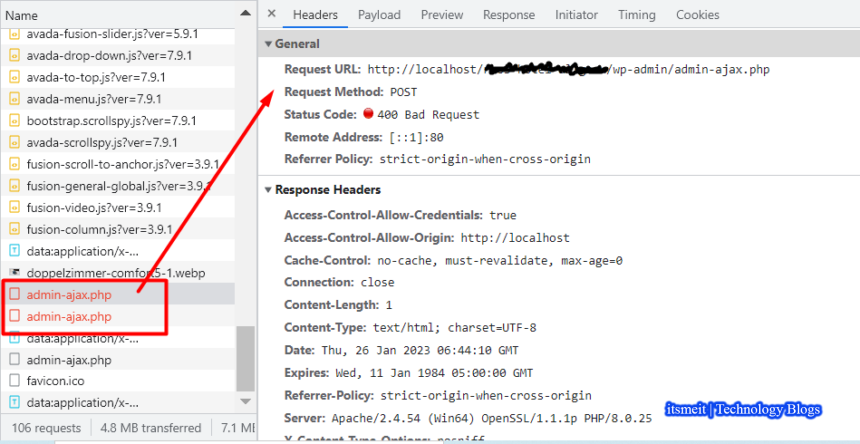 Name
avada-fusion-slider.js?ver=5.9.1
avada-drop-down.js?ver=7.9.1
avada-to-top.js?ver=7.9.1
avada-menu.js?ver=7.9.1
bootstrap.scrollspy.js?ver=7.9.1
avada-scrollspy.js?ver=7.9.1
fusion-scroll-to-anchor.js?ver=3.9.1
fusion-general-global.js?ver=3.9.1
fusion-video.js?ver=3.9.1
fusion-column.js?ver=3.9.1
data:application/x-...
doppelzimmer-comfort5-1.webp
admin-ajax.php
admin-ajax.php
data:application/x-...
admin-ajax.php
favicon.ico
data:application/x-...
106 requests 4.8 MB transferred 7.1 MB
Headers Payload Preview Response Initiator Timing Cookies
General
Request URL: http://localhost/ /wp-admin/admin-ajax.php
Request Method: POST
Status Code: 400 Bad Request
Remote Address: [::1]:80
Referrer Policy: strict-origin-when-cross-origin
Response Headers
Access-Control-Allow-Credentials: true
Access-Control-Allow-Origin: http://localhost
Cache-Control: no-cache, must-revalidate, max-age=0
Connection: close
Content-Length: 1
Content-Type: text/html; charset=UTF-8
Date: Thu, 26 Jan 2023 06:44:10 GMT
Expires: Wed, 11 Jan 1984 05:00:00 GMT
Referrer-Policy: strict-origin-when-cross-origin
Server: Apache/2.4.54 (Win64) OpenSSL/1.1.1p PHP/8.0.25
X-Content-Type-Options: nosniff
itsmeit | Technology Blogs